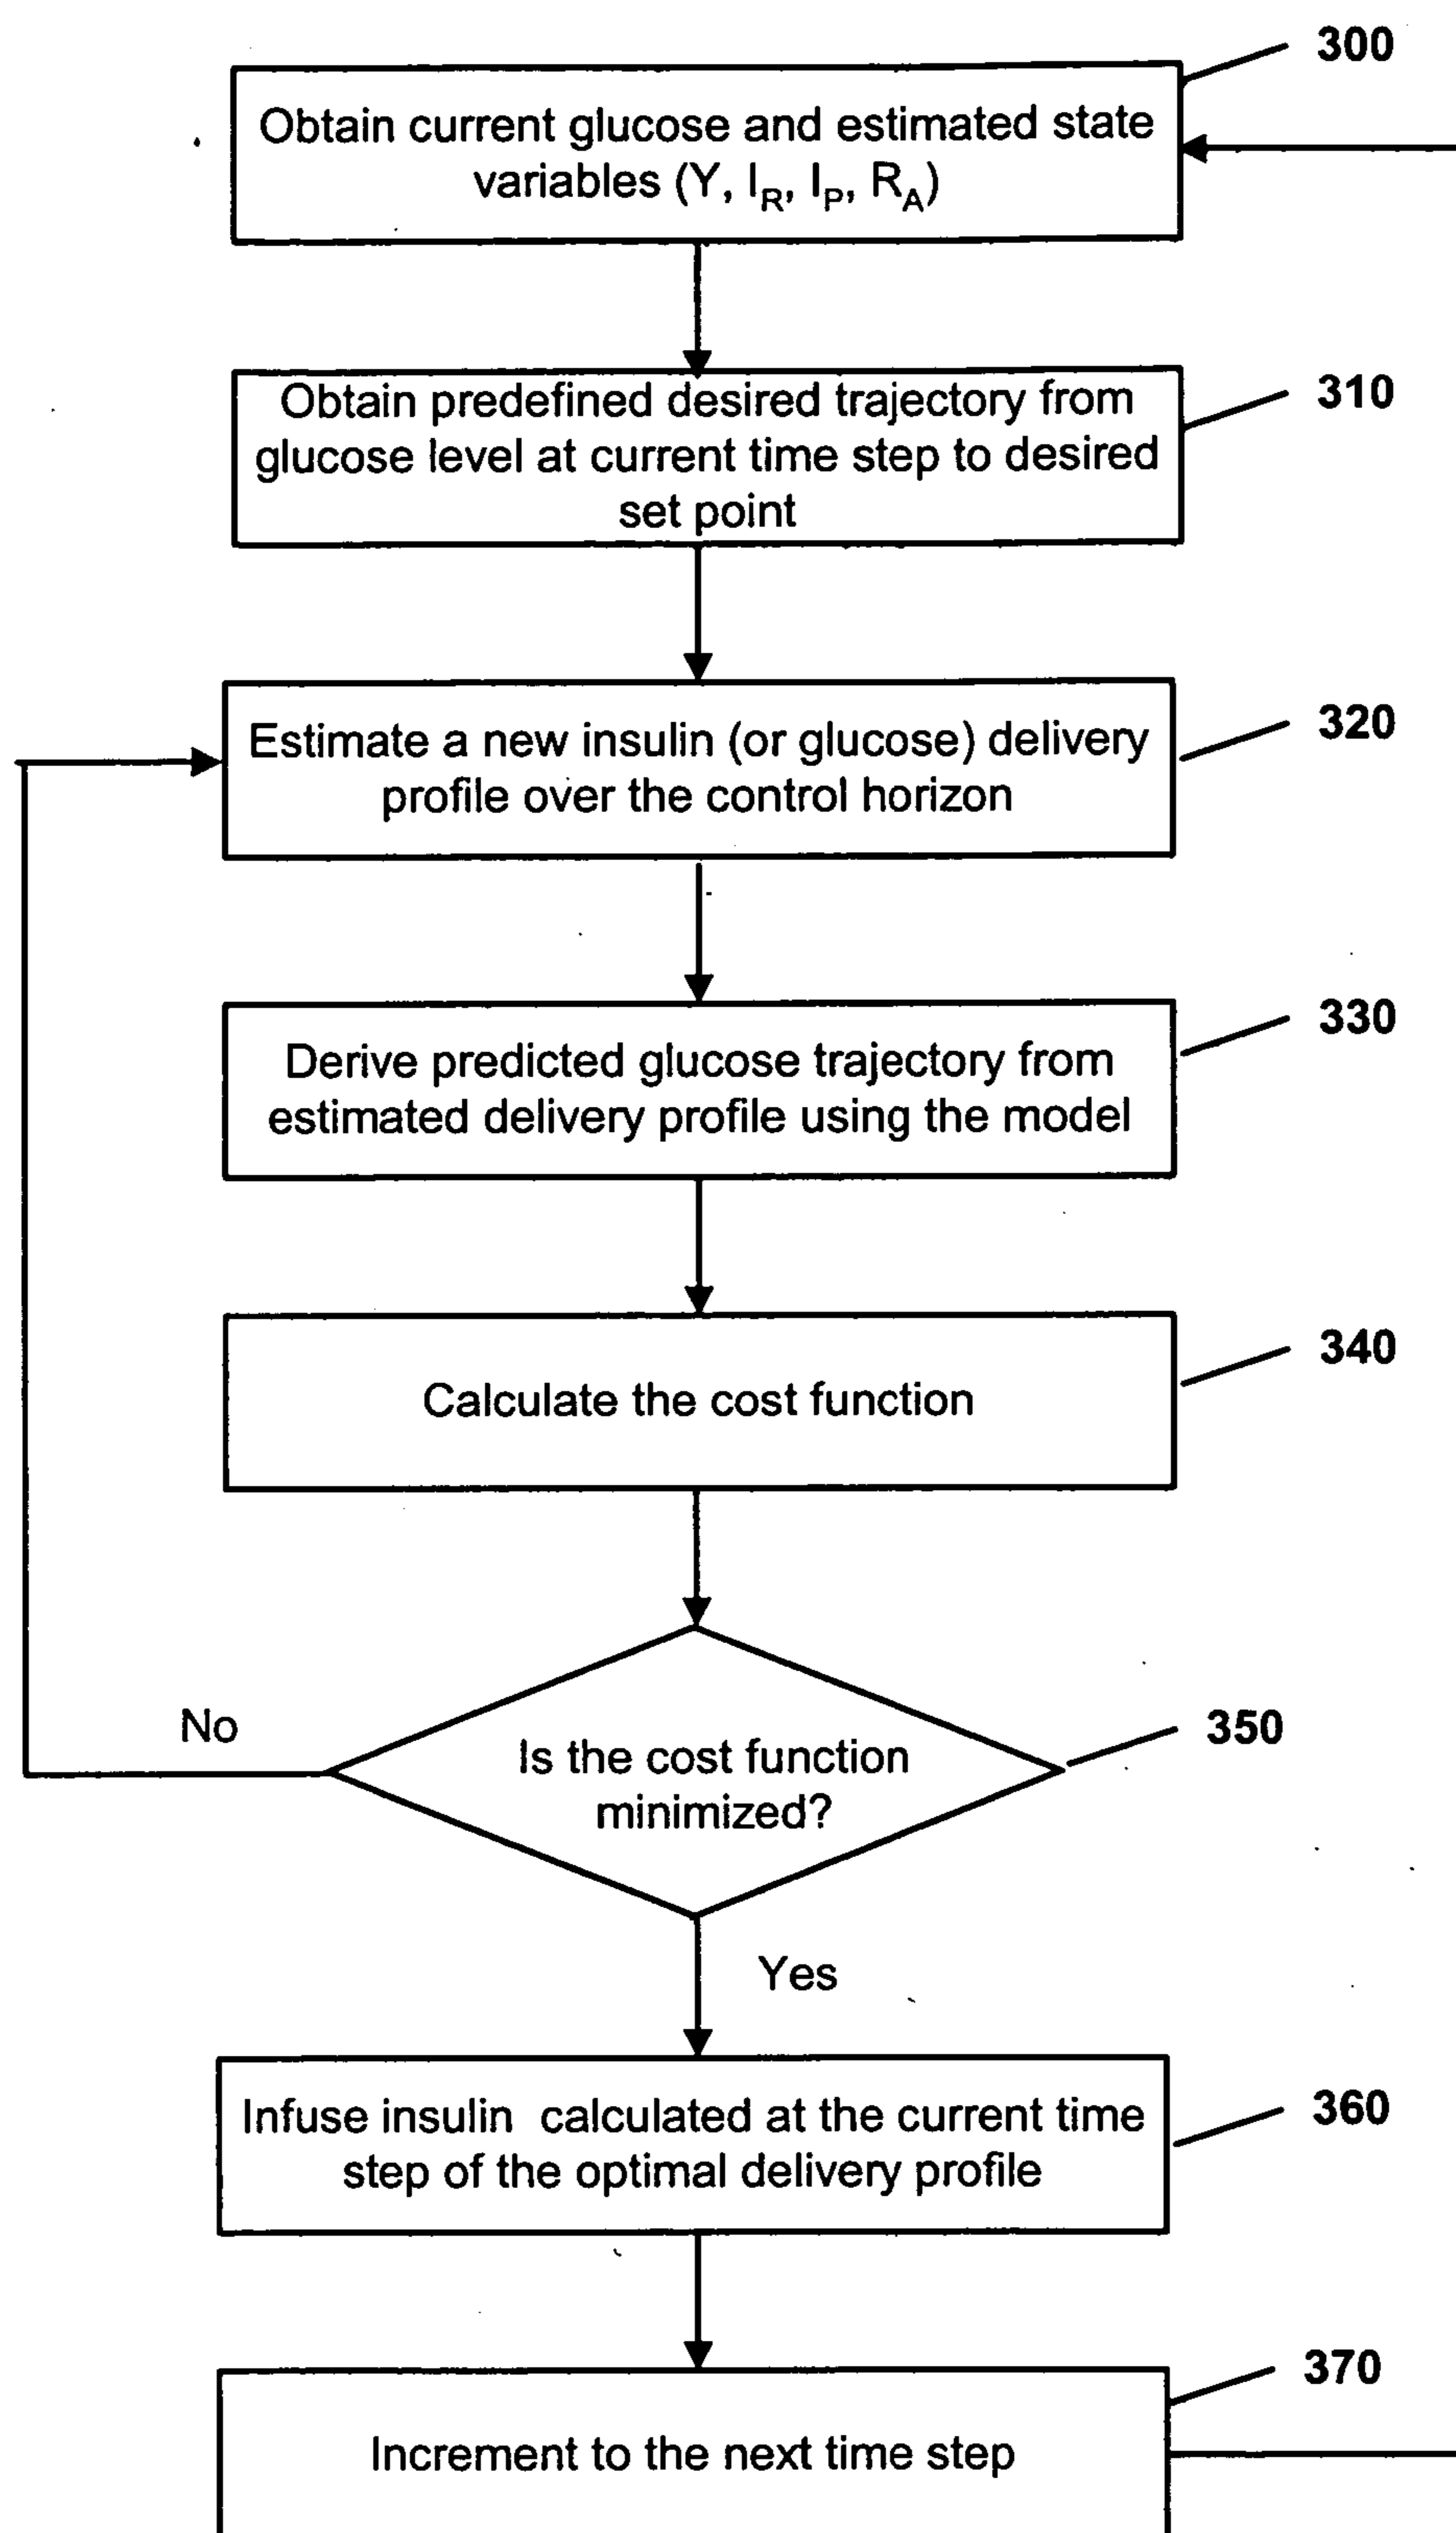 300
Obtain current glucose and estimated state
variables (Y, I_R, I_P, R_A)
310
Obtain predefined desired trajectory from
glucose level at current time step to desired
set point
320
Estimate a new insulin (or glucose) delivery
profile over the control horizon
330
Derive predicted glucose trajectory from
estimated delivery profile using the model
340
Calculate the cost function
No
350
Is the cost function
minimized?
Yes
360
Infuse insulin calculated at the current time
step of the optimal delivery profile
370
Increment to the next time step